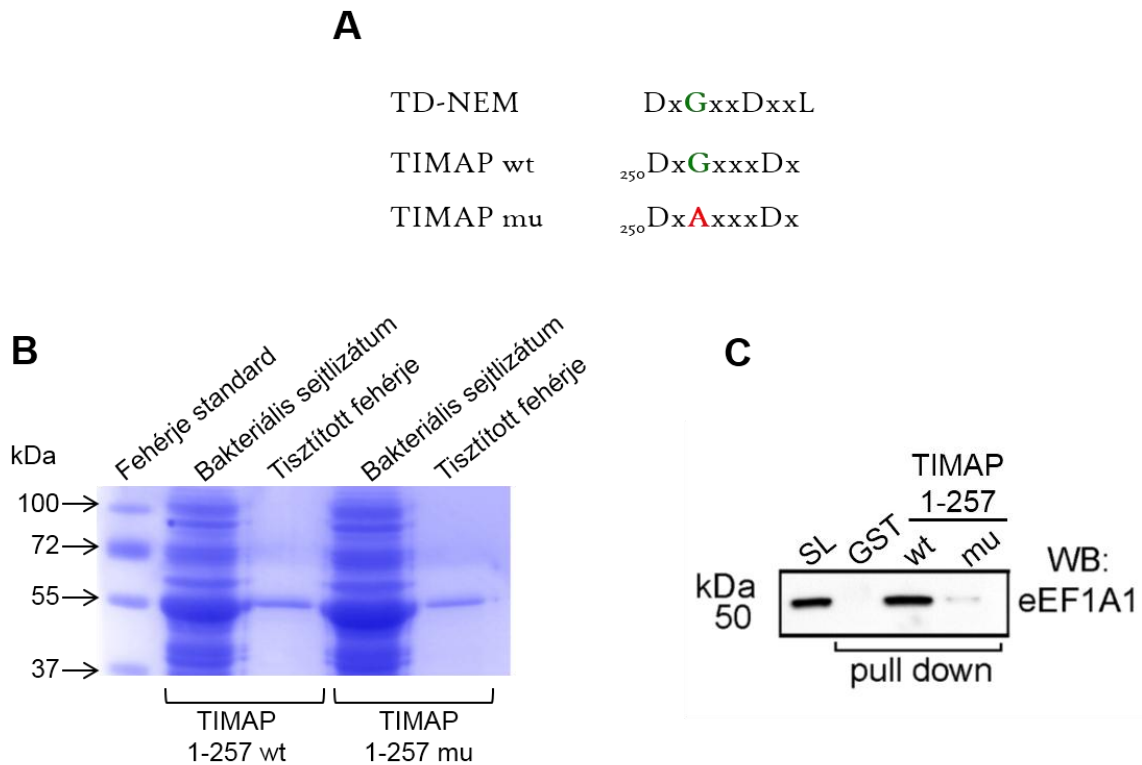 A
TD-NEM DxGxxDxxL
TIMAP wt 250DxGxxxDx
TIMAP mu 250DxAxxxDx
B
kDa
Fehérje standard
Bakteriális sejtlizátum
Tisztított fehérje
Bakteriális sejtlizátum
Tisztított fehérje
100
72
55
37
TIMAP
1-257 wt
TIMAP
1-257 mu
C
TIMAP
1-257
SL GST wt mu
kDa
50
WB:
eEF1A1
pull down